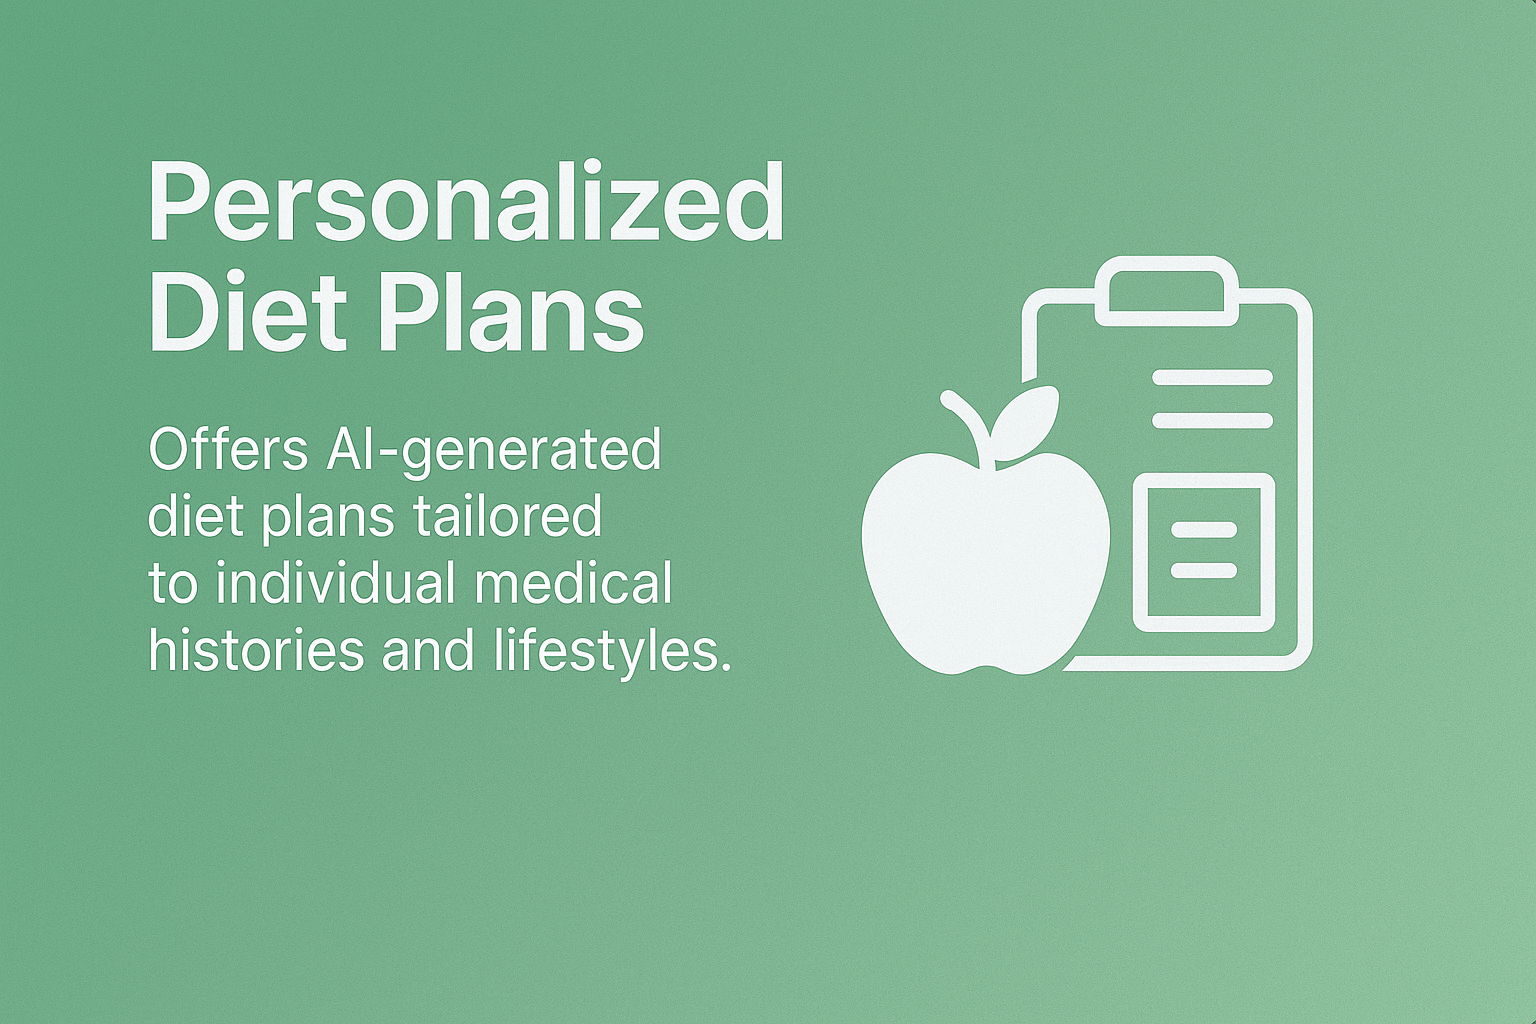 Personalized
Diet Plans
Offers AI-generated
diet plans tailored
to individual medical
histories and lifestyles.